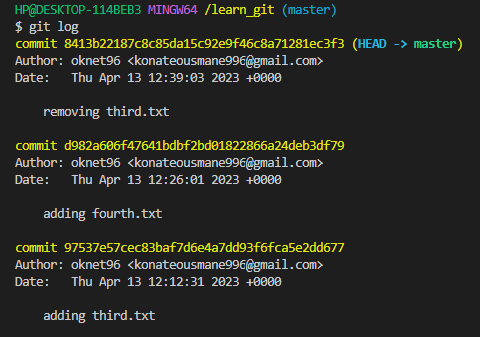 HP@DESKTOP-114BEB3 MINGW64 /learn_git (master)
$ git log
commit 8413b22187c8c85da15c92e9f46c8a71281ec3f3 (HEAD -> master)
Author: oknet96 <konateousmane996@gmail.com>
Date:   Thu Apr 13 12:39:03 2023 +0000
removing third.txt
commit d982a606f47641bdbf2bd01822866a24deb3df79
Author: oknet96 <konateousmane996@gmail.com>
Date:   Thu Apr 13 12:26:01 2023 +0000
adding fourth.txt
commit 97537e57cec83baf7d6e4a7dd93f6fca5e2dd677
Author: oknet96 <konateousmane996@gmail.com>
Date:   Thu Apr 13 12:12:31 2023 +0000
adding third.txt